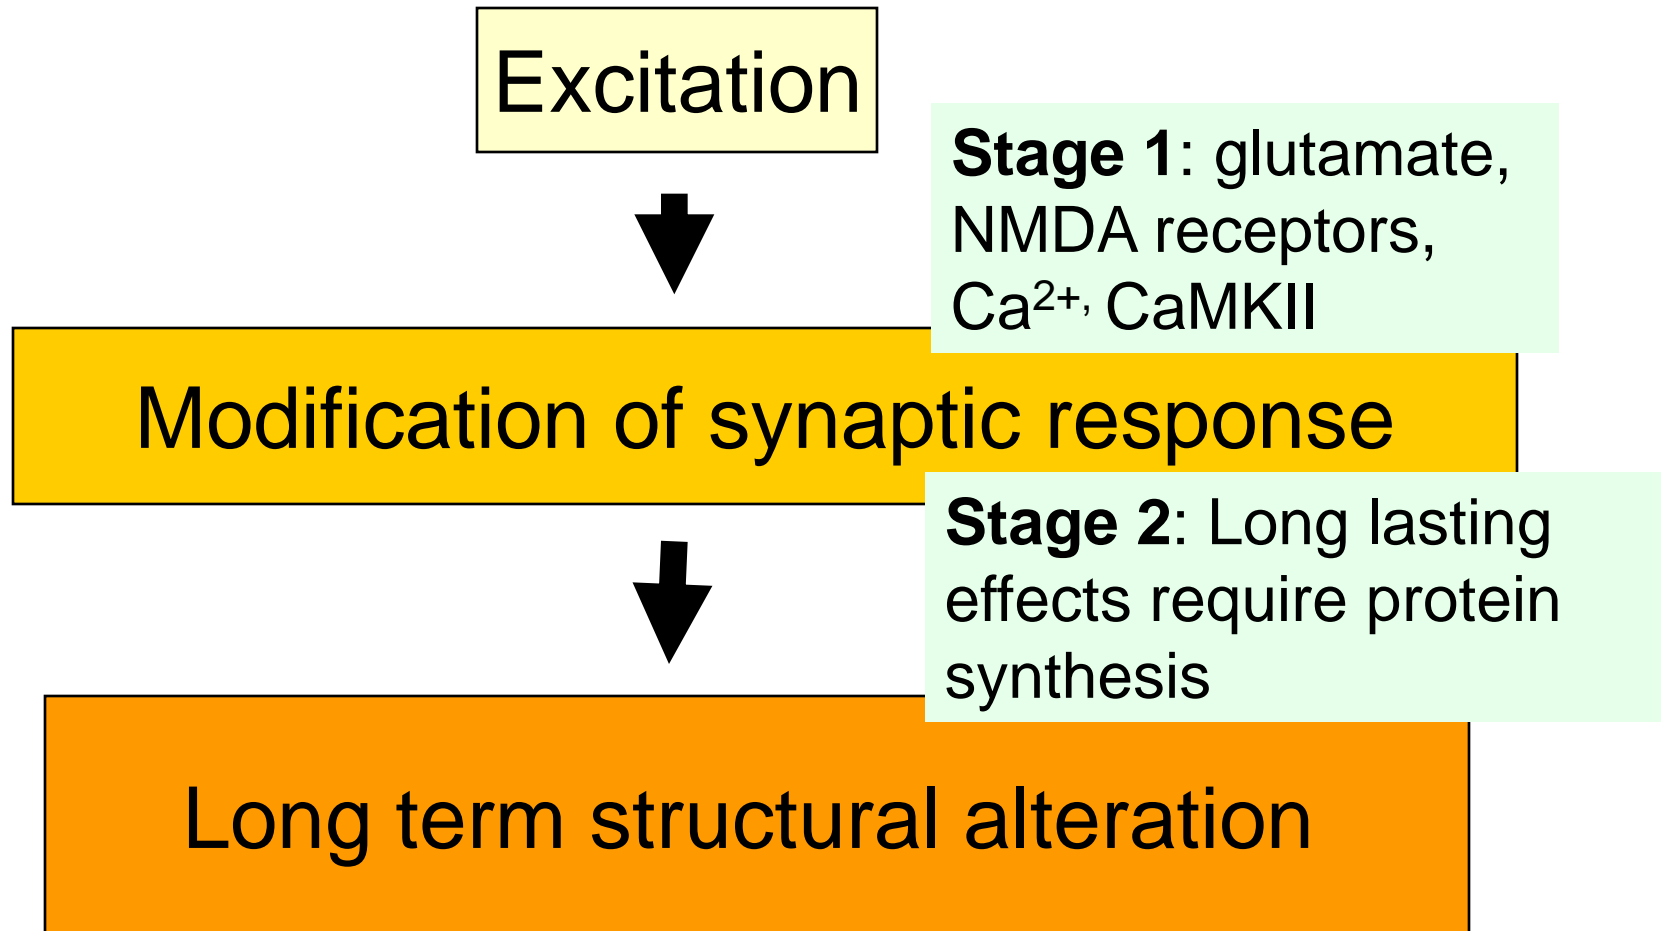 Excitation
Stage 1: glutamate,
NMDA receptors,
Ca²⁺, CaMKII
Modification of synaptic response
Stage 2: Long lasting
effects require protein
synthesis
Long term structural alteration